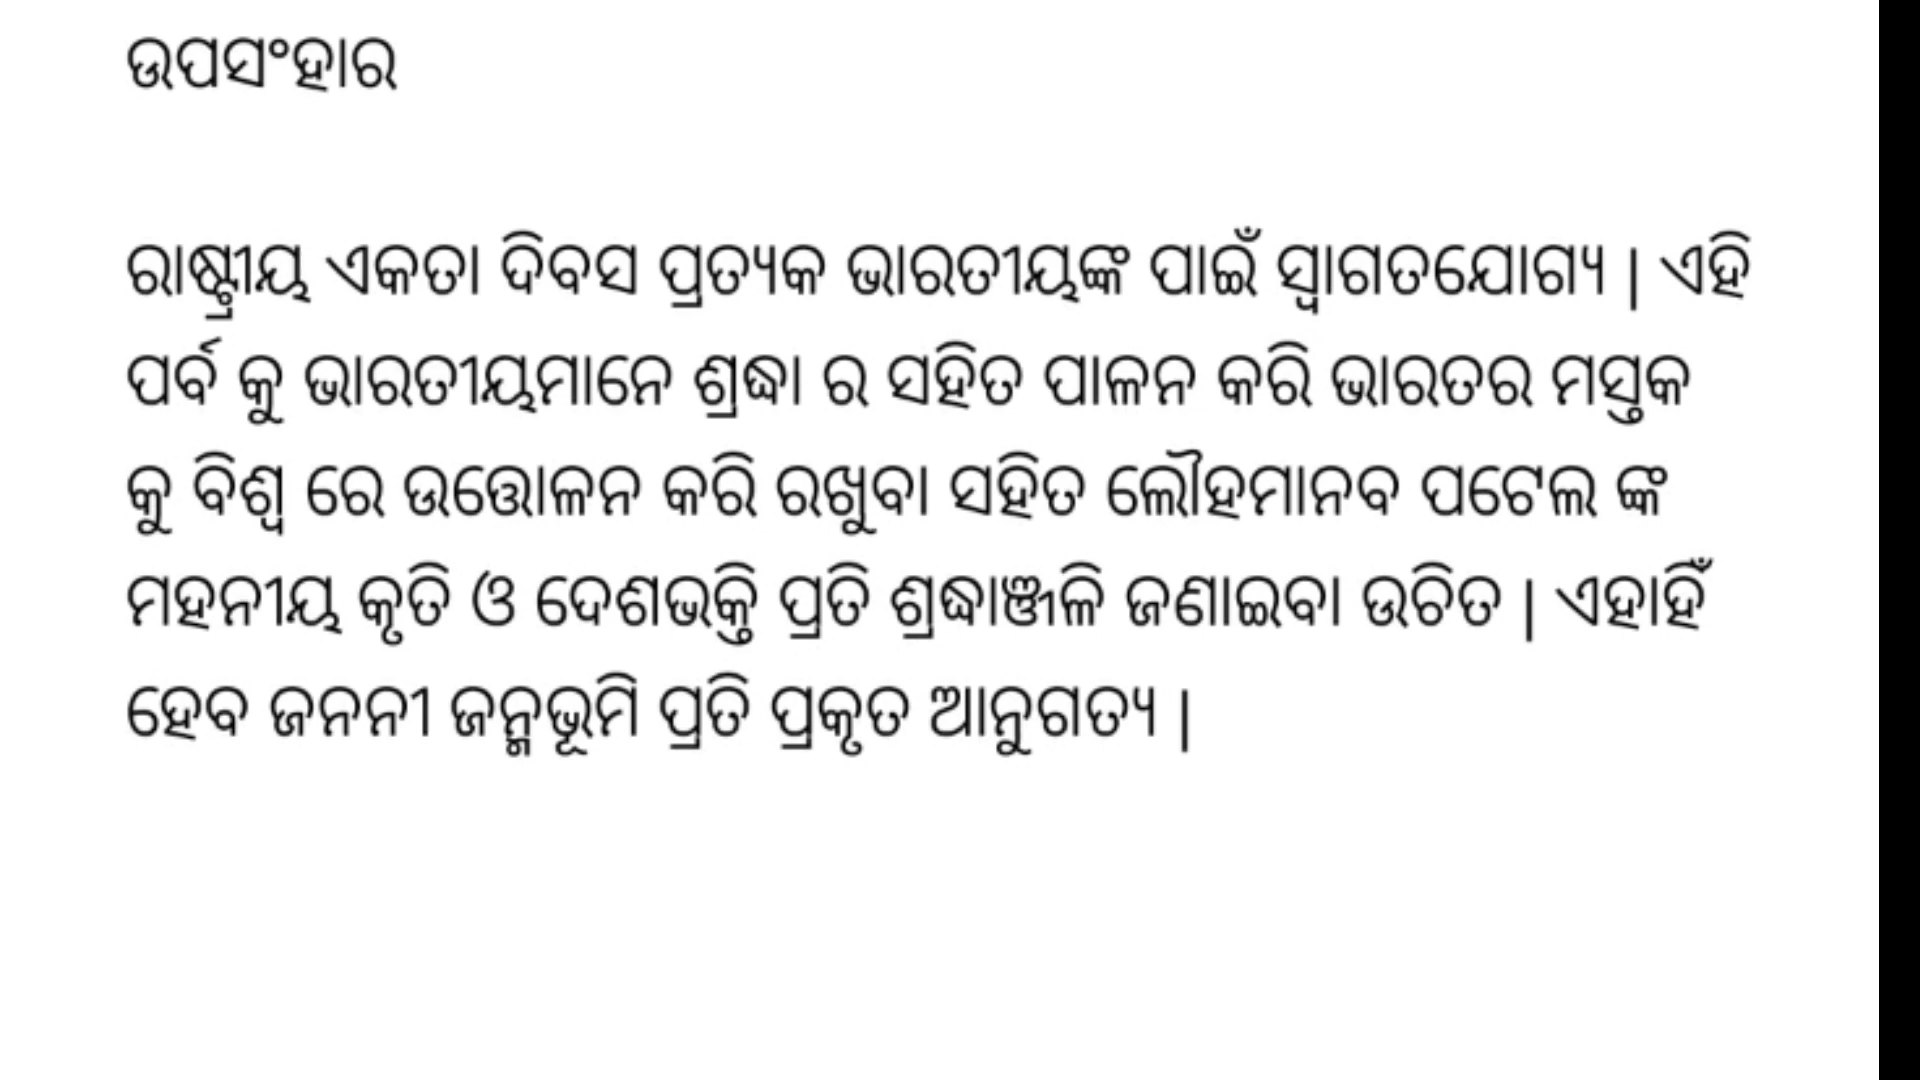 ଉପସଂହାର
ରାଷ୍ଟ୍ରୀୟ ଏକତା ଦିବସ ପ୍ରତ୍ୟକ ଭାରତୀୟଙ୍କ ପାଇଁ ସ୍ୱାଗତଯୋଗ୍ୟ | ଏହି
ପର୍ବ କୁ ଭାରତୀୟମାନେ ଶ୍ରଦ୍ଧା ର ସହିତ ପାଳନ କରି ଭାରତର ମସ୍ତକ
କୁ ବିଶ୍ୱ ରେ ଉତ୍ତୋଳନ କରି ରଖୁବା ସହିତ ଲୌହମାନବ ପଟେଲ ଙ୍କ
ମହନୀୟ କୃତି ଓ ଦେଶଭକ୍ତି ପ୍ରତି ଶ୍ରଦ୍ଧାଞ୍ଜଳି ଜଣାଇବା ଉଚିତ | ଏହାହିଁ
ହେବ ଜନନୀ ଜନ୍ମଭୂମି ପ୍ରତି ପ୍ରକୃତ ଆନୁଗତ୍ୟ |